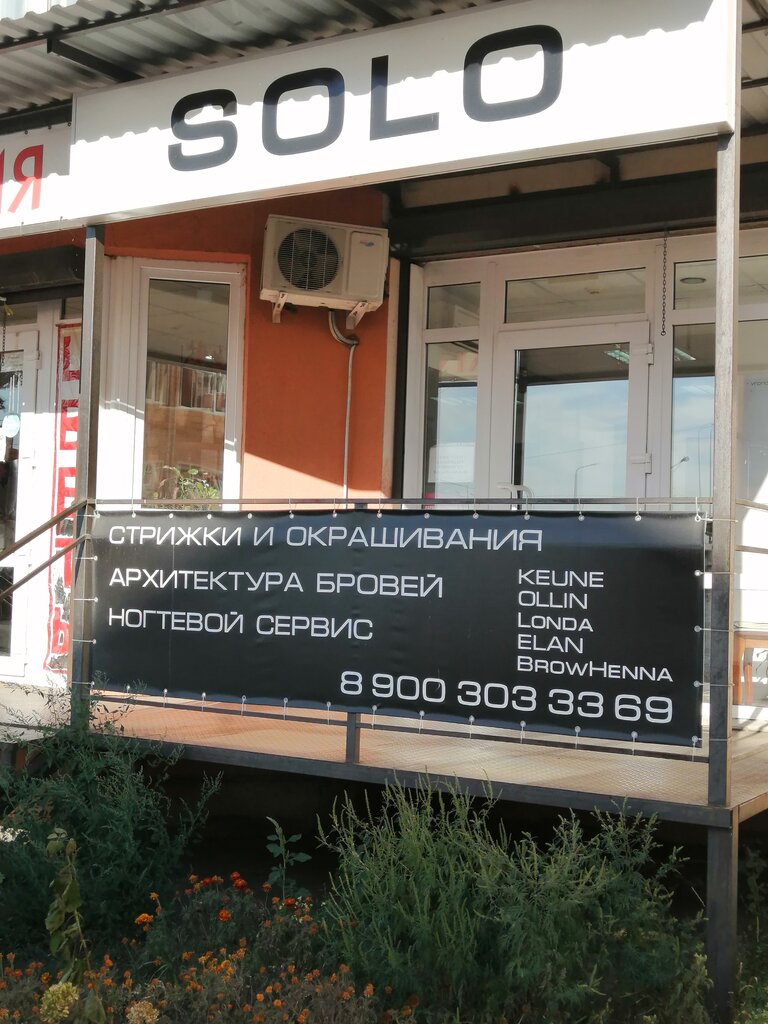 SOLO
СТРИЖКИ И ОКРАШИВАНИЯ
АРХИТЕКТУРА БРОВЕЙ
НОГТЕВОЙ СЕРВИС
KEUNE
OLLIN
LONDA
ELAN
BROWHENNA
8 900 303 33 69